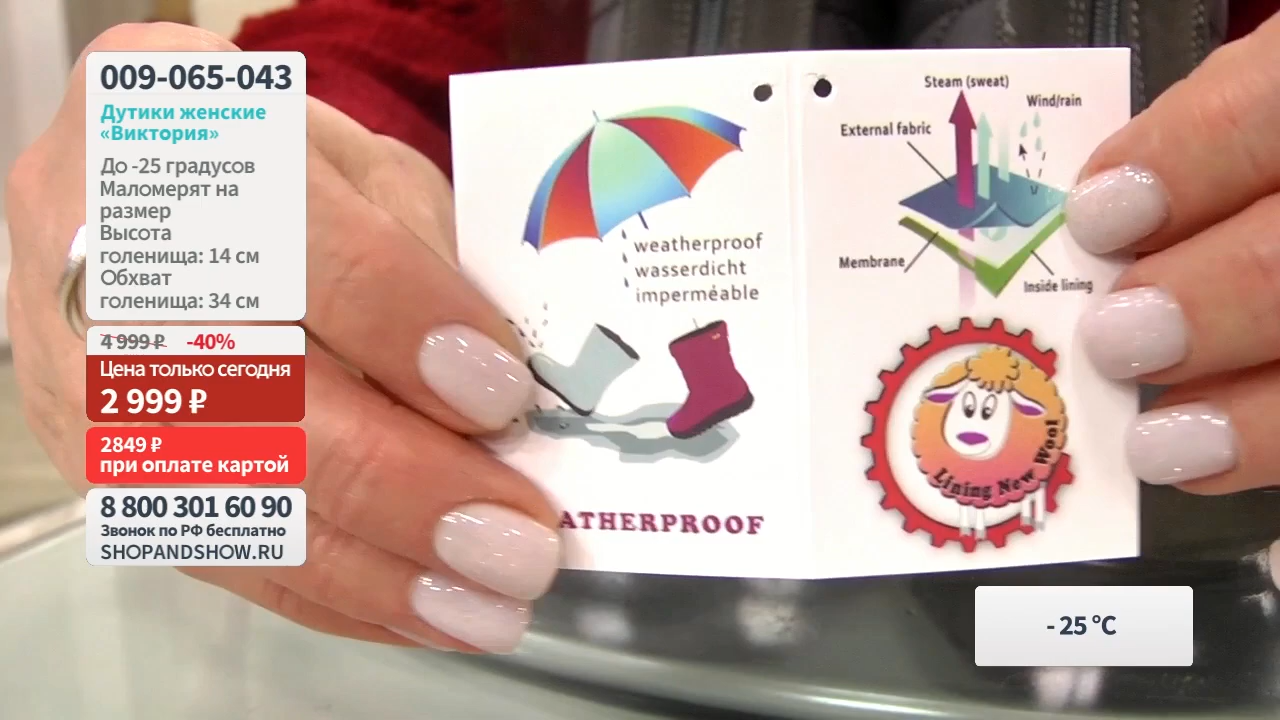 009-065-043
Дутики женские
«Виктория»
До -25 градусов
Маломерят на
размер
Высота
голенища: 14 см
Обхват
голенища: 34 см
4 999 ₽ -40%
Цена только сегодня
2 999 ₽
2849 ₽
при оплате картой
8 800 301 60 90
Звонок по РФ бесплатно
SHOPANDSHOW.RU
weatherproof
wasserdicht
imperméable
ATHERPROOF
Steam (sweat)
Wind/rain
External fabric
Membrane
Inside lining
Lining New Wool
- 25 °C